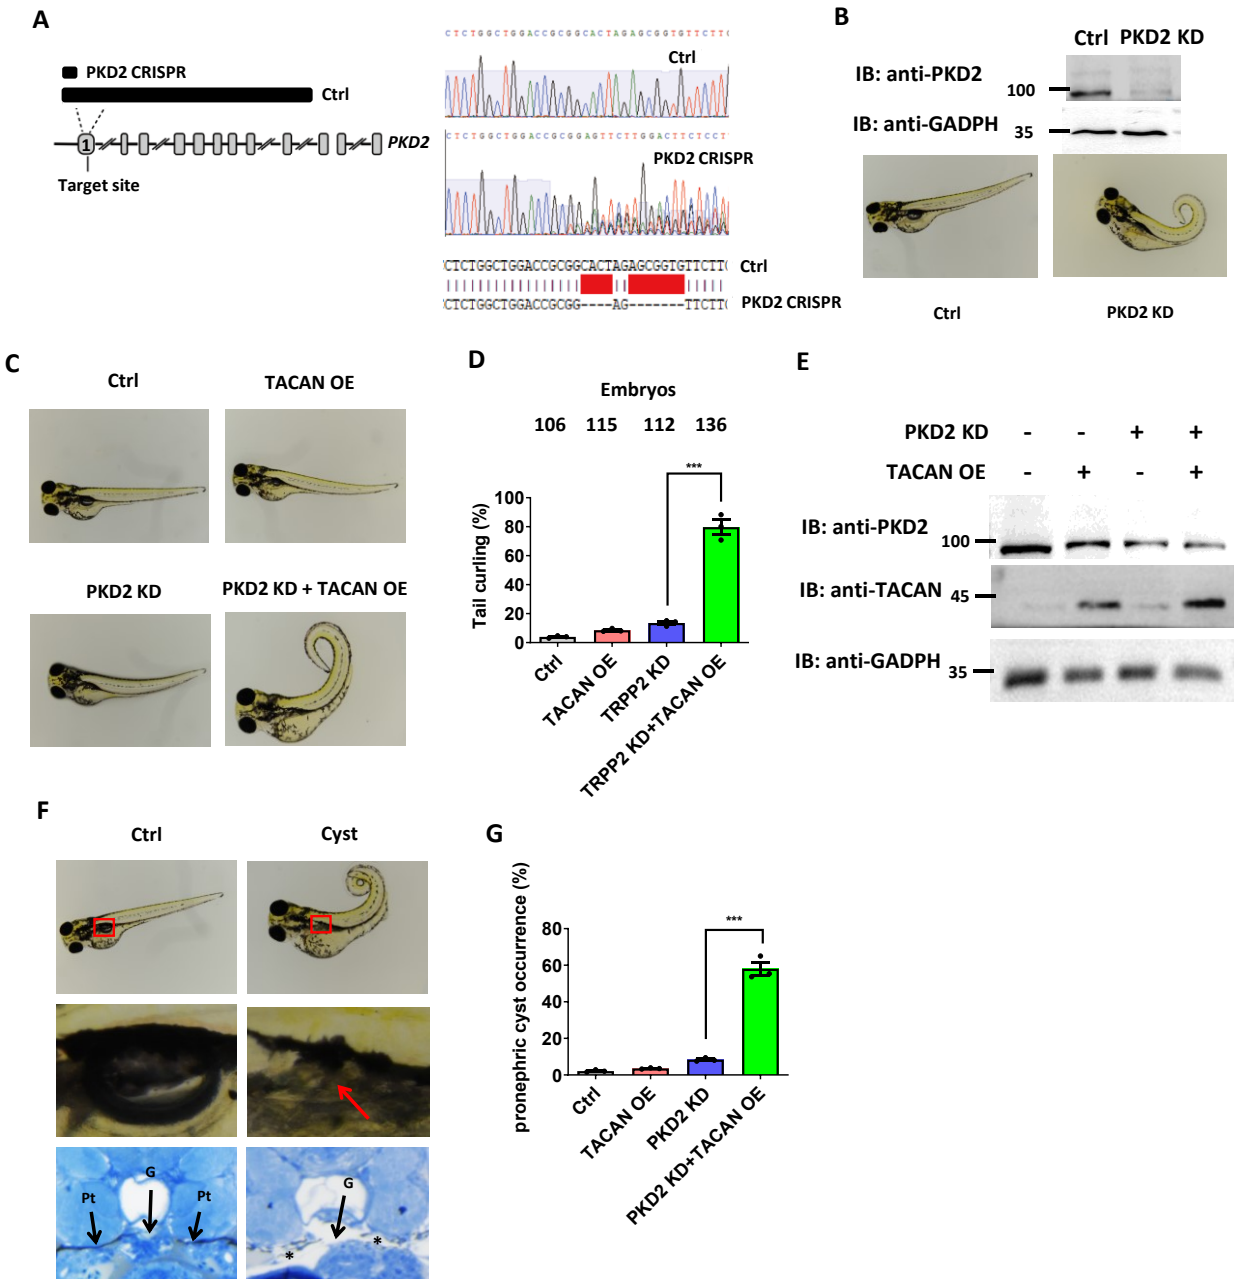 A
PKD2 CRISPR
Ctrl
1
PKD2
Target site
CTCTGGCTGGACCGCGGCACTAGAGCGGTGTTCTTC
Ctrl
CTCTGGCTGGACCGCGGAGTTCTTGGACTTCTCCT
PKD2 CRISPR
CTCTGGCTGGACCGCGGCACTAGAGCGGTGTTCTT
Ctrl
CTCTGGCTGGACCGCGG----AG-------TTCTT
PKD2 CRISPR
B
Ctrl PKD2 KD
IB: anti-PKD2
100
IB: anti-GADPH
35
Ctrl
PKD2 KD
C
Ctrl
TACAN OE
PKD2 KD
PKD2 KD + TACAN OE
D
Embryos
106 115 112 136
***
Tail curling (%)
100
80
60
40
20
0
Ctrl
TACAN OE
TRPP2 KD
TRPP2 KD+TACAN OE
E
PKD2 KD - - + +
TACAN OE - + - +
IB: anti-PKD2
100
IB: anti-TACAN
45
IB: anti-GADPH
35
F
Ctrl
Cyst
G
Pt
Pt
G
*
*
G
***
pronephric cyst occurrence (%)
80
60
40
20
0
Ctrl
TACAN OE
PKD2 KD
PKD2 KD+TACAN OE